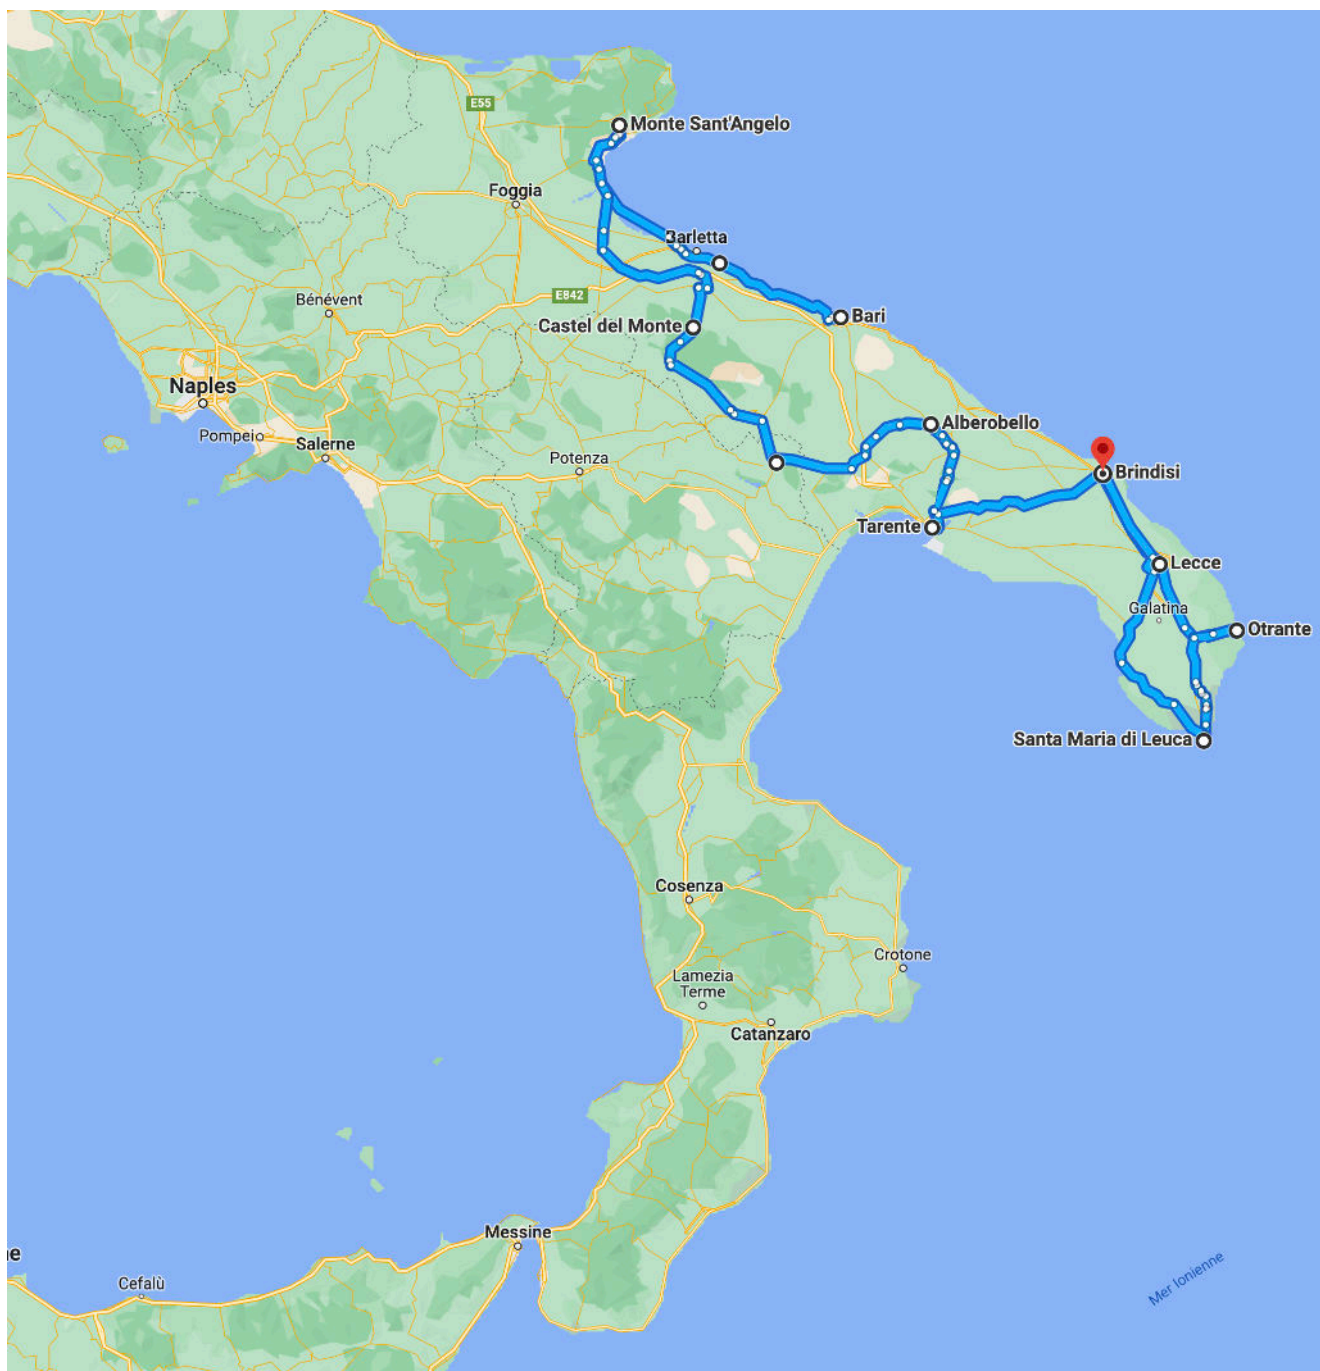 E55
Monte Sant'Angelo
Foggia
Barletta
Bénévent
E842
Bari
Castel del Monte
Naples
Pompeio
Salerne
Alberobello
Potenza
Brindisi
Tarente
Lecce
Galatina
Otrante
Santa Maria di Leuca
Cosenza
Crotone
Lamezia
Terme
Catanzaro
Messine
ne
Cefalù
Mer Ionienne